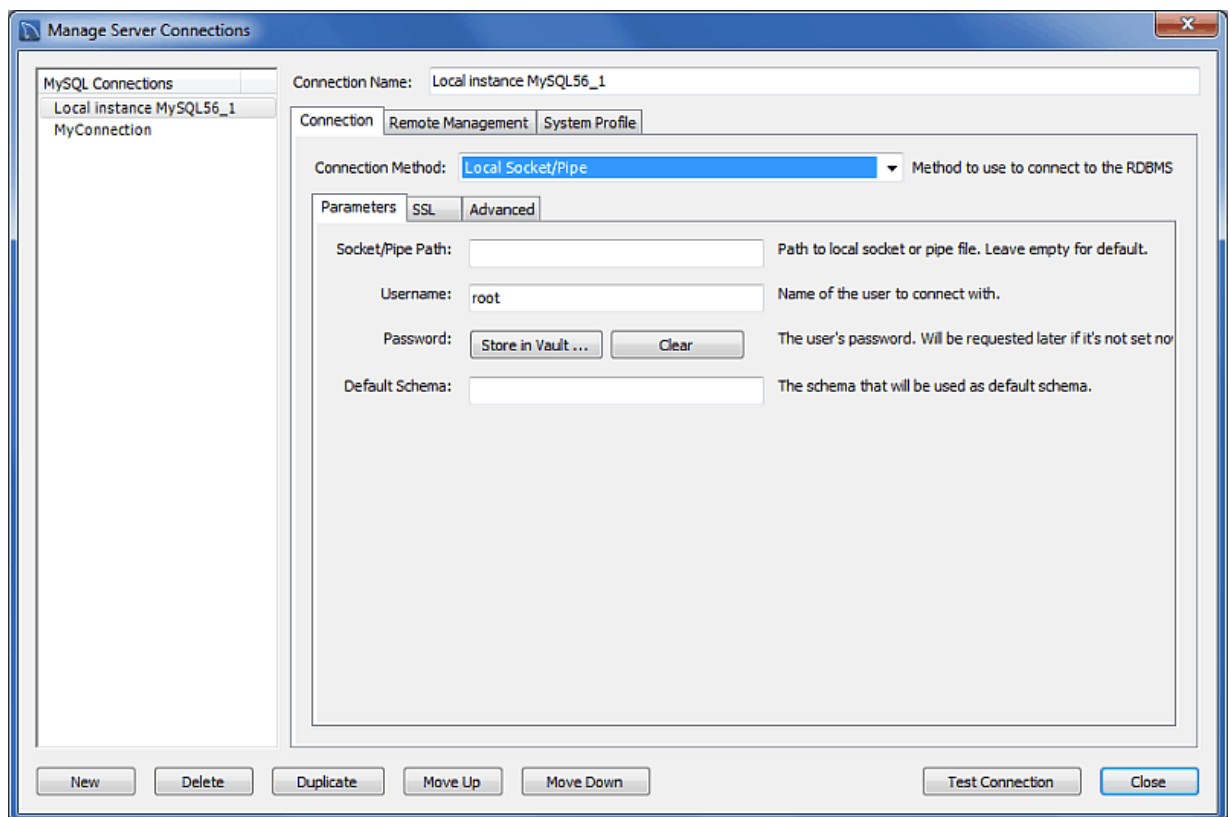 Manage Server Connections
MySQL Connections
Local instance MySQL56_1
MyConnection
Connection Name: Local instance MySQL56_1
Connection Remote Management System Profile
Connection Method: Local Socket/Pipe Method to use to connect to the RDBMS
Parameters SSL Advanced
Socket/Pipe Path: Path to local socket or pipe file. Leave empty for default.
Username: root Name of the user to connect with.
Password: Store in Vault ... Clear The user's password. Will be requested later if it's not set
Default Schema: The schema that will be used as default schema.
New Delete Duplicate Move Up Move Down Test Connection Close